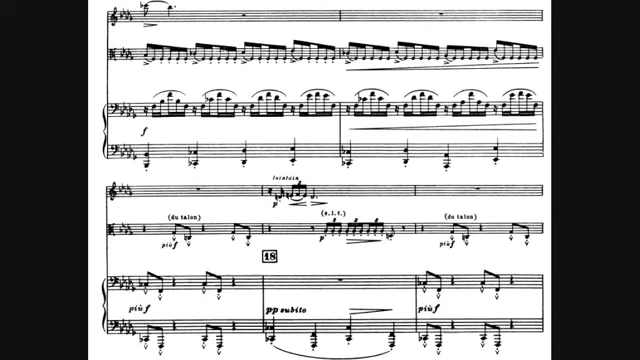 f
lointain
p
(du talon)
(s.l.t.)
(du talon)
più f
p
più f
18
più f
pp subito
più f